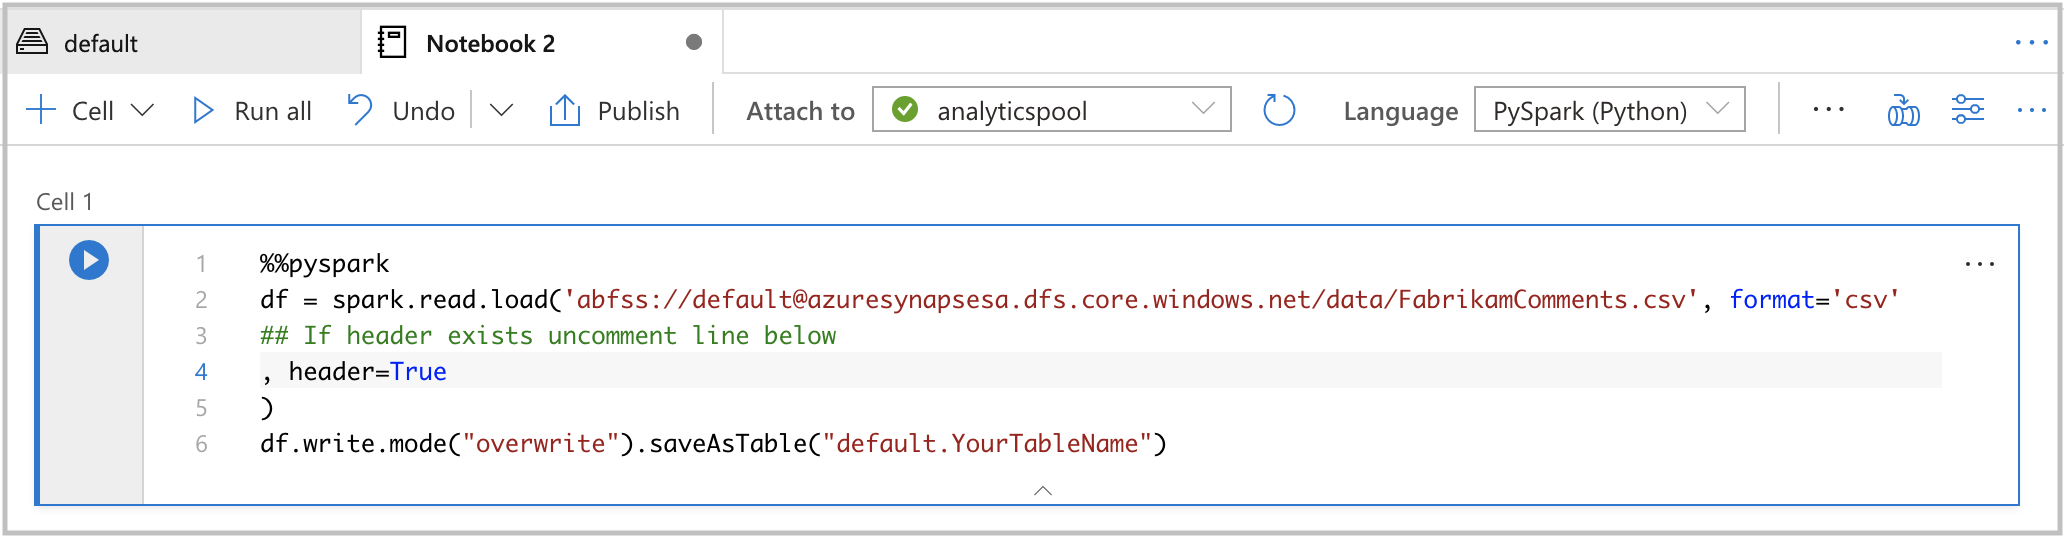 default
Notebook 2
Cell Run all Undo Publish Attach to analyticspool Language PySpark (Python)
Cell 1
1 %%pyspark
2 df = spark.read.load('abfss://default@azuresynapsesa.dfs.core.windows.net/data/FabrikamComments.csv', format='csv'
3 ## If header exists uncomment line below
4 , header=True
5 )
6 df.write.mode("overwrite").saveAsTable("default.YourTableName")